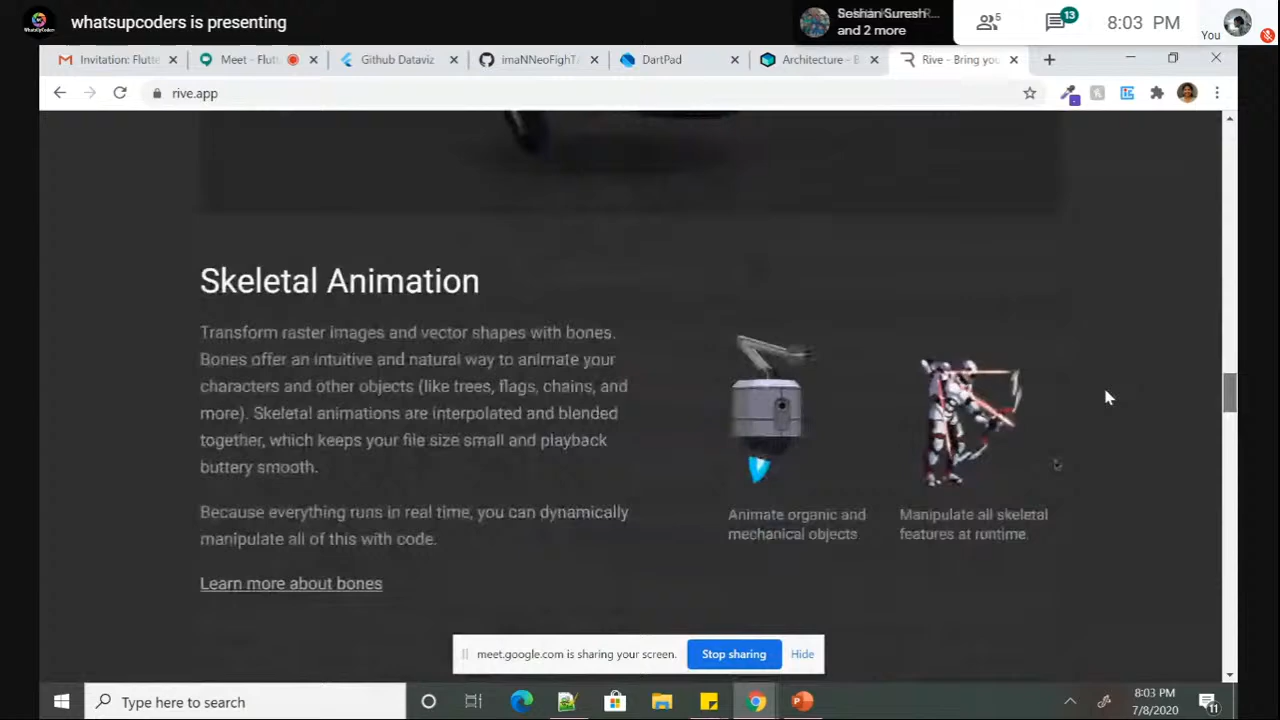 whatsupcoders is presenting
Seshan Suresh...
and 2 more
5
13
8:03 PM
You
Invitation: Flutte
Meet - Flutt
Github Dataviz
imaNNeoFighT/
DartPad
Architecture - B
Rive - Bring you
rive.app
Skeletal Animation
Transform raster images and vector shapes with bones.
Bones offer an intuitive and natural way to animate your
characters and other objects (like trees, flags, chains, and
more). Skeletal animations are interpolated and blended
together, which keeps your file size small and playback
buttery smooth.
Because everything runs in real time, you can dynamically
manipulate all of this with code.
Learn more about bones
Animate organic and
mechanical objects
Manipulate all skeletal
features at runtime.
meet.google.com is sharing your screen.
Stop sharing
Hide
Type here to search
8:03 PM
7/8/2020
11